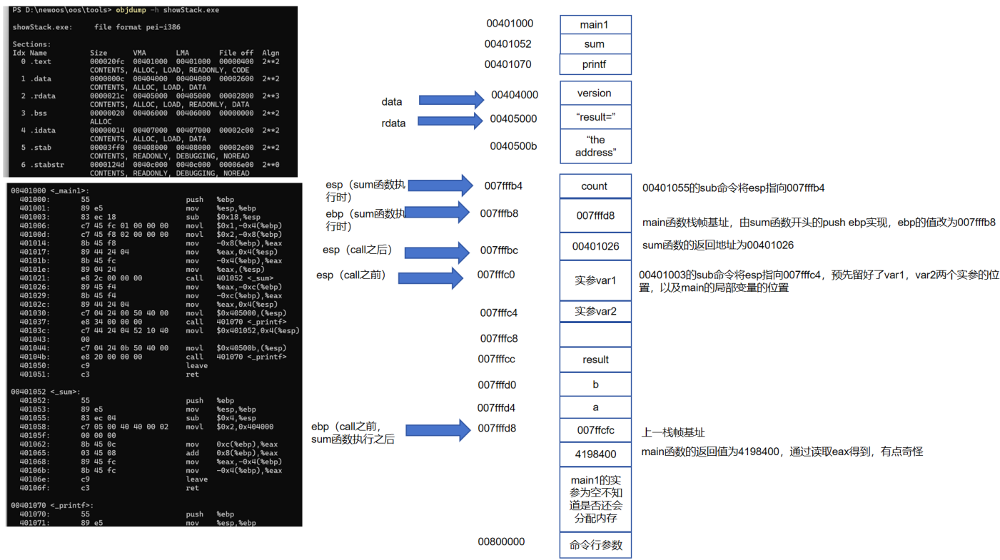 PS D:\newoos\oos\tools> objdump -h showStack.exe
showStack.exe:     file format pei-i386
Sections:
Idx Name          Size      VMA       LMA       File off  Algn
  0 .text         000020fc  00401000  00401000  00000400  2**2
                  CONTENTS, ALLOC, LOAD, READONLY, CODE
  1 .data         0000000c  00404000  00404000  00002600  2**2
                  CONTENTS, ALLOC, LOAD, DATA
  2 .rdata        0000021c  00405000  00405000  00002800  2**3
                  CONTENTS, ALLOC, LOAD, READONLY, DATA
  3 .bss          00000020  00406000  00406000  00000000  2**2
                  ALLOC
  4 .idata        00000014  00407000  00407000  00002c00  2**2
                  CONTENTS, ALLOC, LOAD, DATA
  5 .stab         00003ff0  00408000  00408000  00002e00  2**2
                  CONTENTS, READONLY, DEBUGGING, NOREAD
  6 .stabstr      0000124d  0040c000  0040c000  00006e00  2**0
                  CONTENTS, READONLY, DEBUGGING, NOREAD
00401000 <_main1>:
401000: 55 push %ebp
401001: 89 e5 mov %esp,%ebp
401003: 83 ec 18 sub $0x18,%esp
401006: c7 45 fc 01 00 00 00 movl $0x1,-0x4(%ebp)
40100d: c7 45 f8 02 00 00 00 movl $0x2,-0x8(%ebp)
401014: 8b 45 f8 mov -0x8(%ebp),%eax
401017: 89 44 24 04 mov %eax,0x4(%esp)
40101b: 8b 45 fc mov -0x4(%ebp),%eax
40101e: 89 04 24 mov %eax,(%esp)
401021: e8 2c 00 00 00 call 401052 <_sum>
401026: 89 45 f4 mov %eax,-0xc(%ebp)
401029: 8b 45 f4 mov -0xc(%ebp),%eax
40102c: 89 44 24 04 mov %eax,0x4(%esp)
401030: c7 04 24 00 50 40 00 movl $0x405000,(%esp)
401037: e8 34 00 00 00 call 401070 <_printf>
40103c: c7 44 24 04 52 10 40 movl $0x401052,0x4(%esp)
401043: 00
401044: c7 04 24 0b 50 40 00 movl $0x40500b,(%esp)
40104b: e8 20 00 00 00 call 401070 <_printf>
401050: c9 leave
401051: c3 ret
00401052 <_sum>:
401052: 55 push %ebp
401053: 89 e5 mov %esp,%ebp
401055: 83 ec 04 sub $0x4,%esp
401058: c7 05 00 40 40 00 02 movl $0x2,0x404000
40105f: 00 00 00
401062: 8b 45 0c mov 0xc(%ebp),%eax
401065: 03 45 08 add 0x8(%ebp),%eax
401068: 89 45 fc mov %eax,-0x4(%ebp)
40106b: 8b 45 fc mov -0x4(%ebp),%eax
40106e: c9 leave
40106f: c3 ret
00401070 <_printf>:
401070: 55 push %ebp
401071: 89 e5 mov %esp,%ebp
00401000 main1
00401052 sum
00401070 printf
data 00404000 version
rdata 00405000 “result=”
0040500b “the
address”
esp（sum函数执
行时）
007fffb4 count 00401055的sub命令将esp指向007fffb4
ebp（sum函数执
行时）
007fffb8 007fffd8 main函数栈帧基址，由sum函数开头的push ebp实现，ebp的值改为007fffb8
esp（call之后） 007fffbc 00401026 sum函数的返回地址为00401026
esp（call之前） 007fffc0 实参var1
00401003的sub命令将esp指向007fffc4，预先留好了var1，var2两个实参的位
置，以及main的局部变量的位置
007fffc4 实参var2
007fffc8
007fffcc result
007fffd0 b
007fffd4 a
ebp（call之前，
sum函数执行之后
007fffd8 007ffcfc 上一栈帧基址
4198400 main函数的返回值为4198400，通过读取eax得到，有点奇怪
main1的实
参为空不知
道是否还会
分配内存
00800000 命令行参数